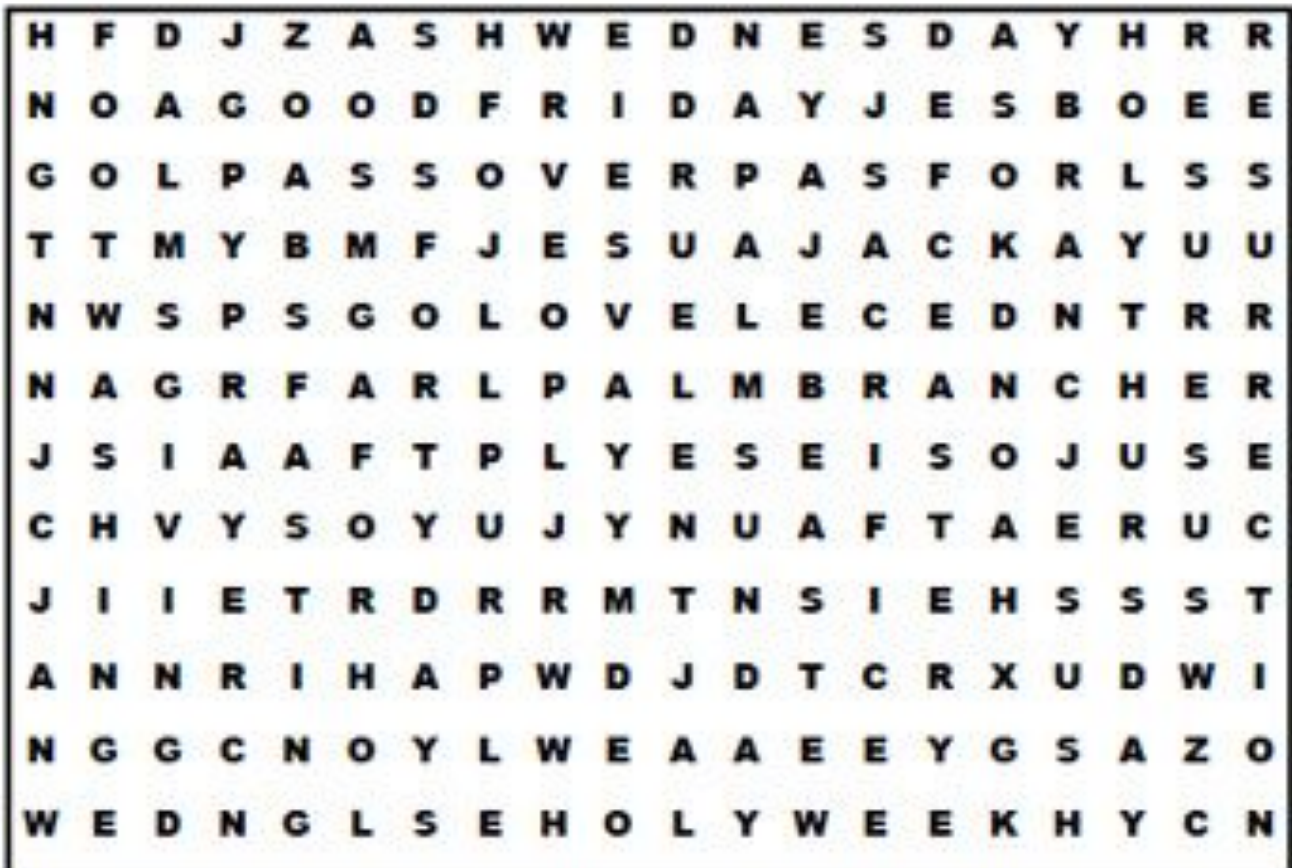 H F D J Z A S H W E D N E S D A Y H R R
N O A G O O D F R I D A Y J E S B O E E
G O L P A S S O V E R P A S F O R L S S
T T M Y B M F J E S U A J A C K A Y U U
N W S P S G O L O V E L E C E D N T R R
N A G R F A R L P A L M B R A N C H E R
J S I A A F T P L Y E S E I S O J U S E
C H V Y S O Y U J Y N U A F T A E R U C
J I I E T R D R R M T N S I E H S S S T
A N N R I H A P W D J D T C R X U D W I
N G G C N O Y L W E A A E E Y G S A Z O
W E D N G L S E H O L Y W E E K H Y C N